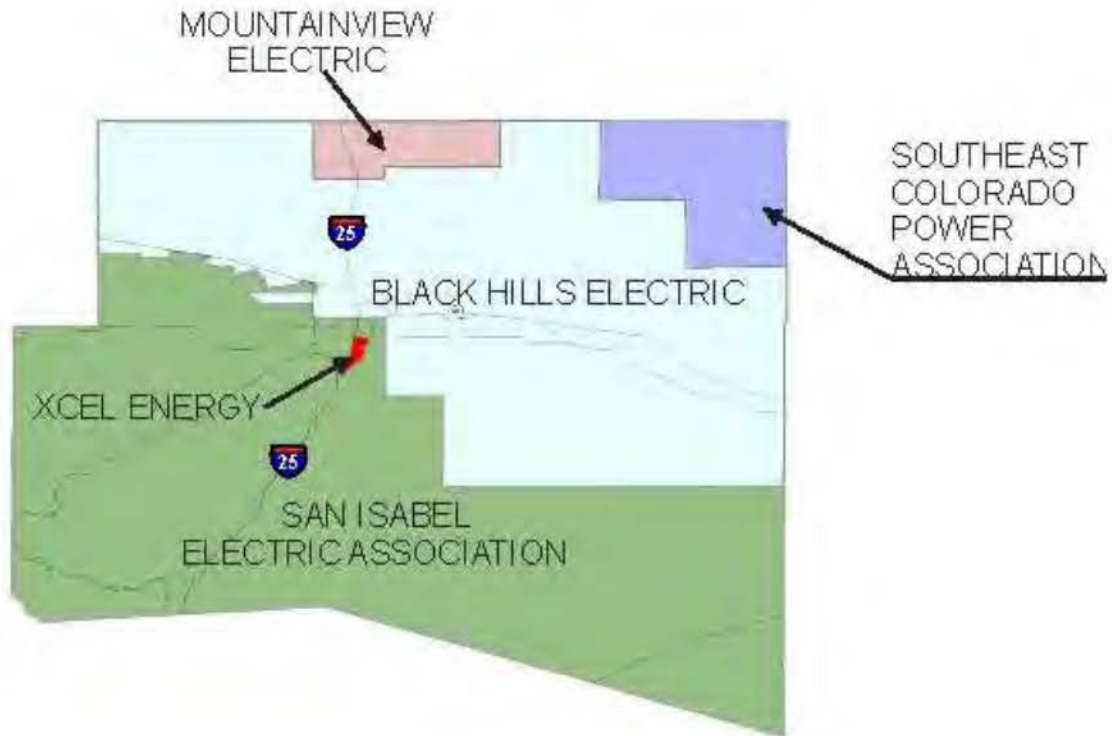 MOUNTAINVIEW
ELECTRIC
SOUTHEAST
COLORADO
POWER
ASSOCIATION
25
BLACK HILLS ELECTRIC
XCEL ENERGY
25
SAN ISABEL
ELECTRIC ASSOCIATION